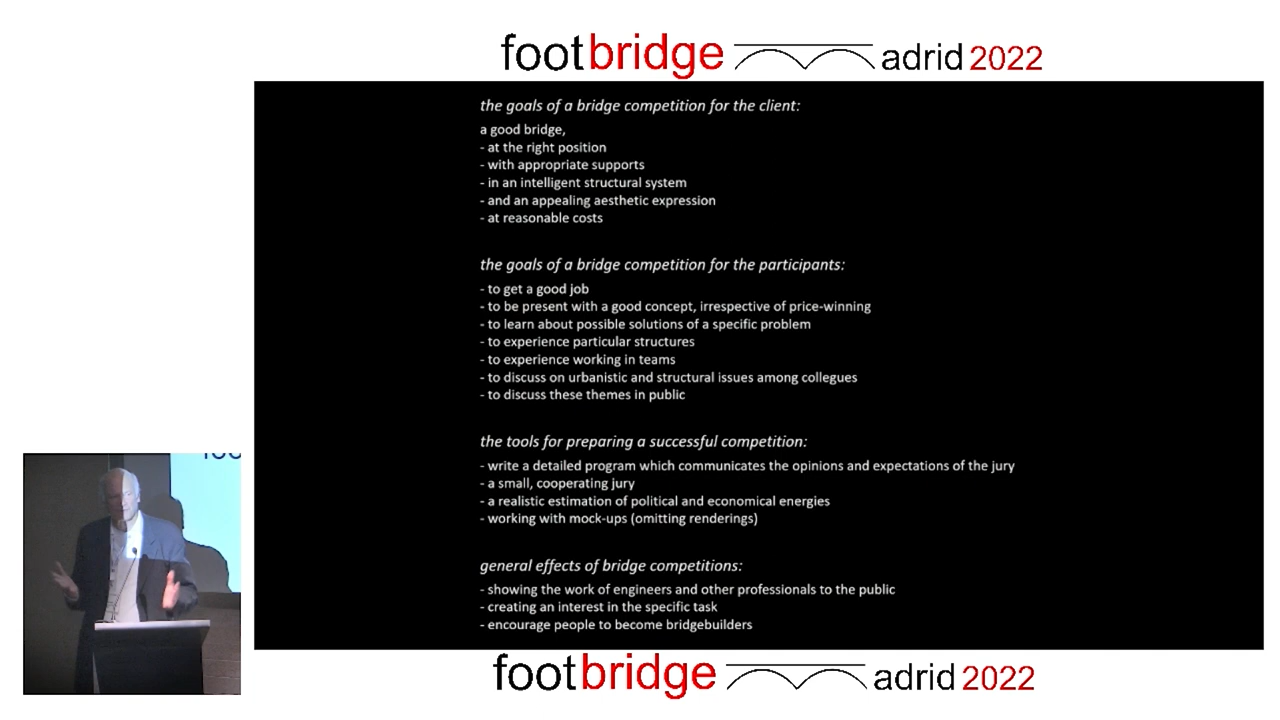 footbridge adrid 2022
the goals of a bridge competition for the client:
a good bridge,
- at the right position
- with appropriate supports
- in an intelligent structural system
- and an appealing aesthetic expression
- at reasonable costs
the goals of a bridge competition for the participants:
- to get a good job
- to be present with a good concept, irrespective of price-winning
- to learn about possible solutions of a specific problem
- to experience particular structures
- to experience working in teams
- to discuss on urbanistic and structural issues among collegues
- to discuss these themes in public
the tools for preparing a successful competition:
- write a detailed program which communicates the opinions and expectations of the jury
- a small, cooperating jury
- a realistic estimation of political and economical energies
- working with mock-ups (omitting renderings)
general effects of bridge competitions:
- showing the work of engineers and other professionals to the public
- creating an interest in the specific task
- encourage people to become bridgebuilders
footbridge adrid 2022